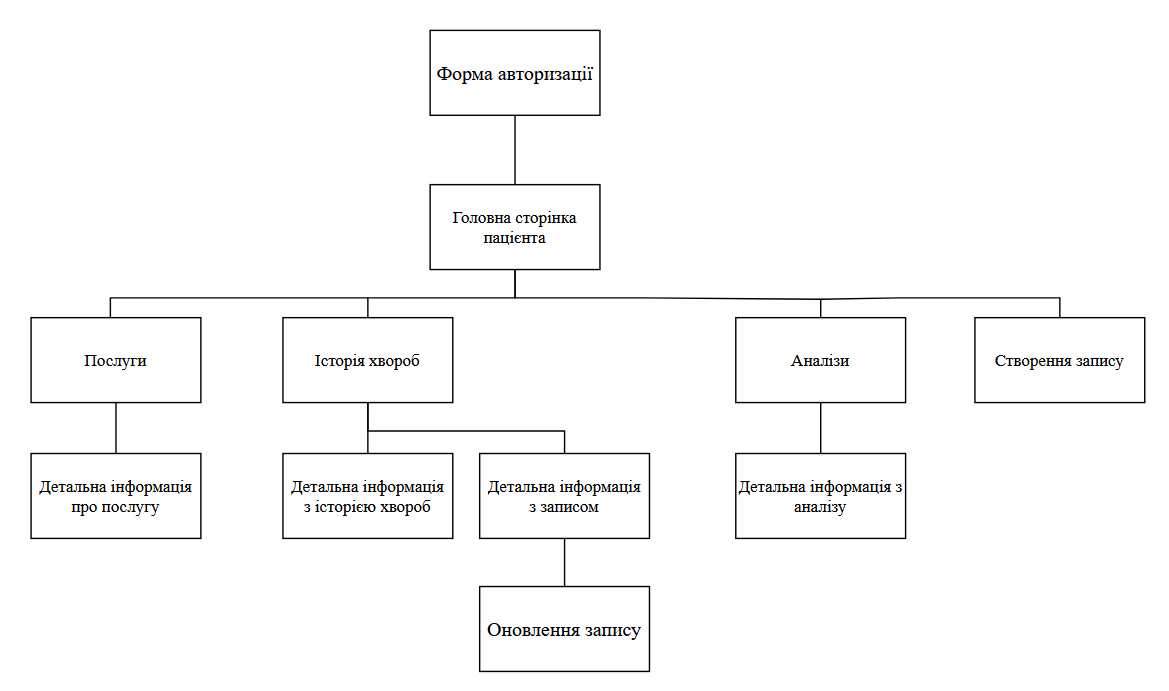 Форма авторизації
Головна сторінка
пацієнта
Послуги
Історія хвороб
Аналізи
Створення запису
Детальна інформація
про послугу
Детальна інформація
з історією хвороб
Детальна інформація
з записом
Детальна інформація з
аналізу
Оновлення запису